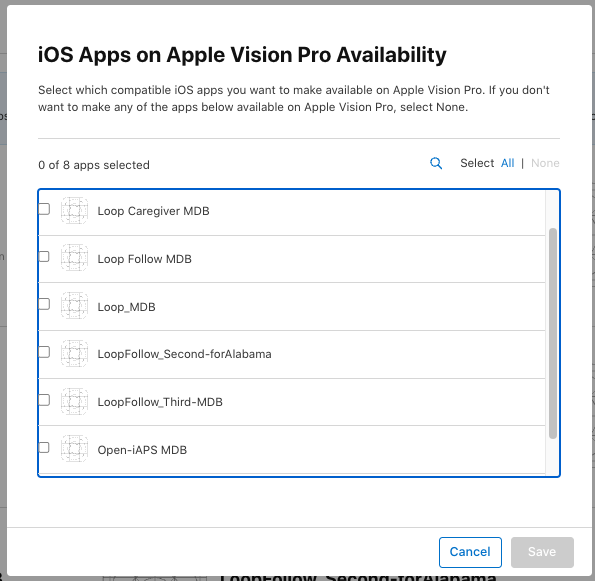 iOS Apps on Apple Vision Pro Availability
Select which compatible iOS apps you want to make available on Apple Vision Pro. If you don't
want to make any of the apps below available on Apple Vision Pro, select None.
0 of 8 apps selected
Select All | None
Loop Caregiver MDB
Loop Follow MDB
Loop_MDB
LoopFollow_Second-forAlabama
LoopFollow_Third-MDB
Open-iAPS MDB
Cancel
Save
LoopFollow_Second-forAlabama